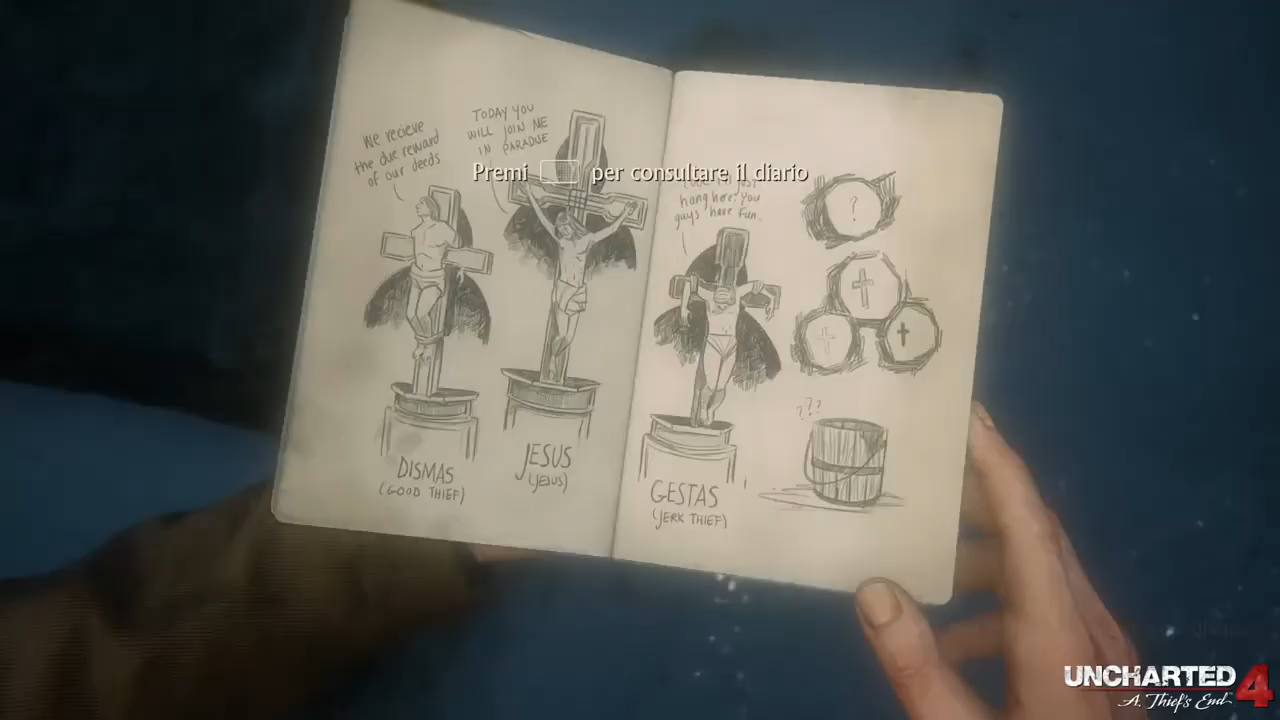 We recieve
the due reward
of our deeds
TODAY YOU
WILL JOIN ME
IN PARADISE
Premi per consultare il diario
hang here. You
guys have fun.
?
???
DISMAS
(GOOD THIEF)
JESUS
(JESUS)
GESTAS
(JERK THIEF)
UNCHARTED 4
A Thief's End